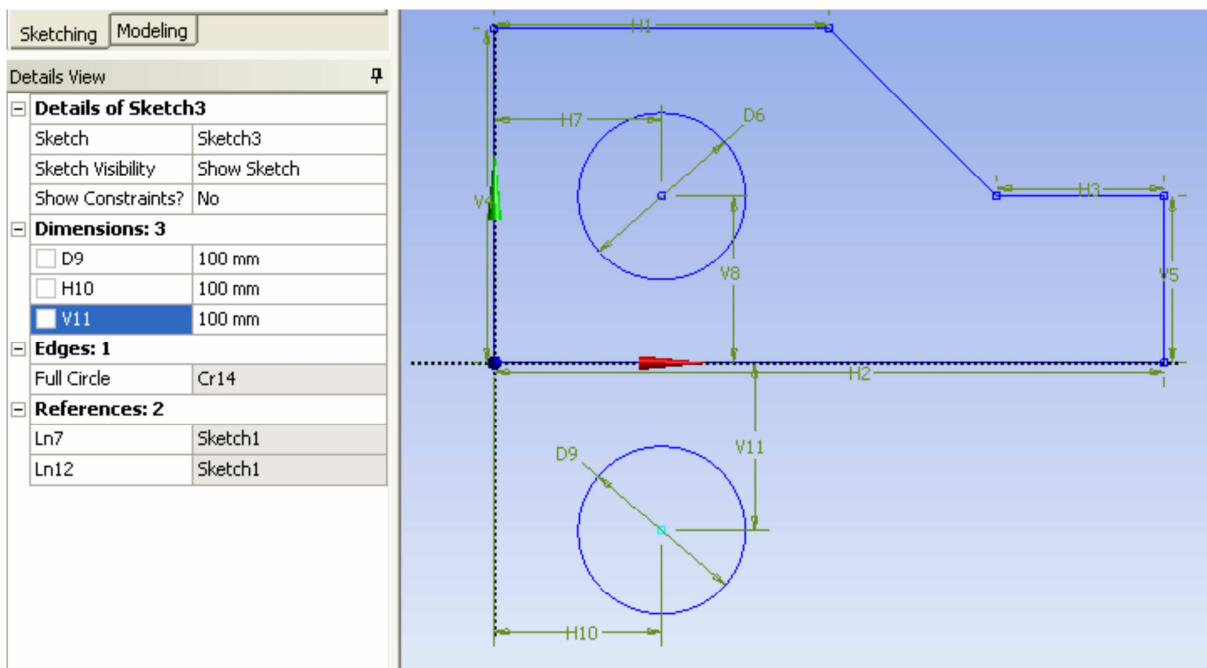 Sketching Modeling
Details View
Details of Sketch3
Sketch Sketch3
Sketch Visibility Show Sketch
Show Constraints? No
Dimensions: 3
D9 100 mm
H10 100 mm
V11 100 mm
Edges: 1
Full Circle Cr14
References: 2
Ln7 Sketch1
Ln12 Sketch1
H1
H7
D6
V4
H3
V8
V5
H2
V11
D9
H10